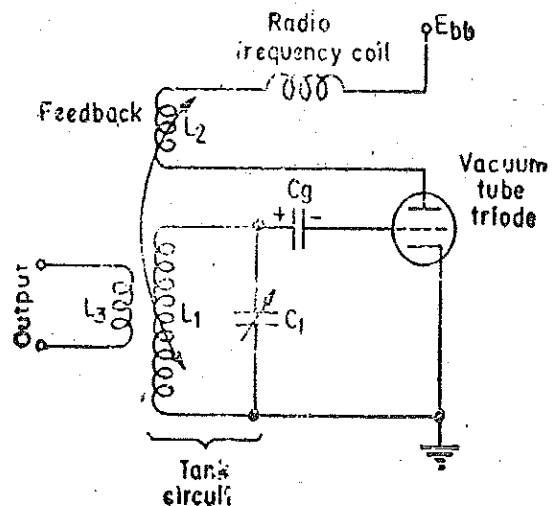 Radio
frequency coil
Ebb
Feedback
L2
Vacuum
tube
triode
Cg
+ -
Output
L3
L1
C1
Tank
circuit